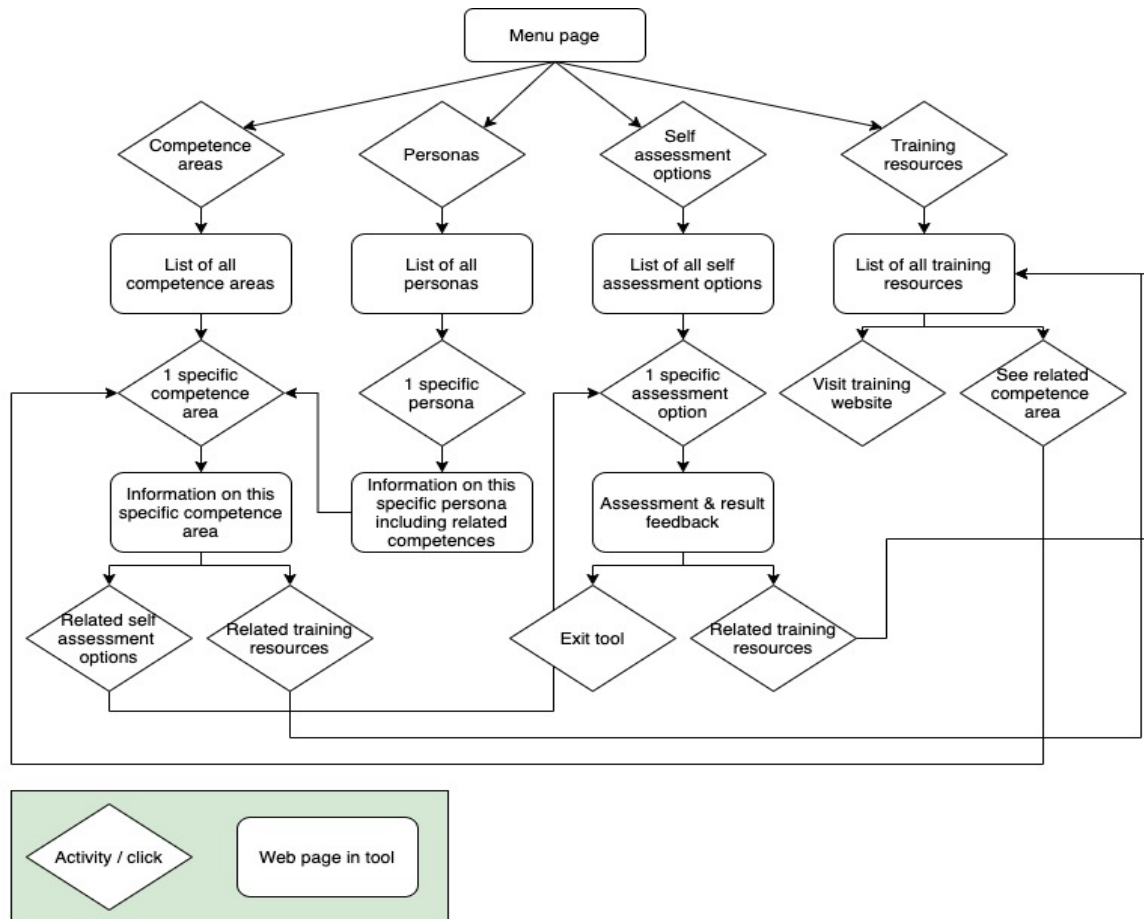 Menu page
Competence
areas
Personas
Self
assessment
options
Training
resources
List of all
competence areas
List of all
personas
List of all self
assessment options
List of all training
resources
1 specific
competence
area
1 specific
persona
1 specific
assessment
option
Visit training
website
See related
competence
area
Information on this
specific competence
area
Information on this
specific persona
including related
competences
Assessment & result
feedback
Related self
assessment
options
Related training
resources
Exit tool
Related training
resources
Activity / click
Web page in tool